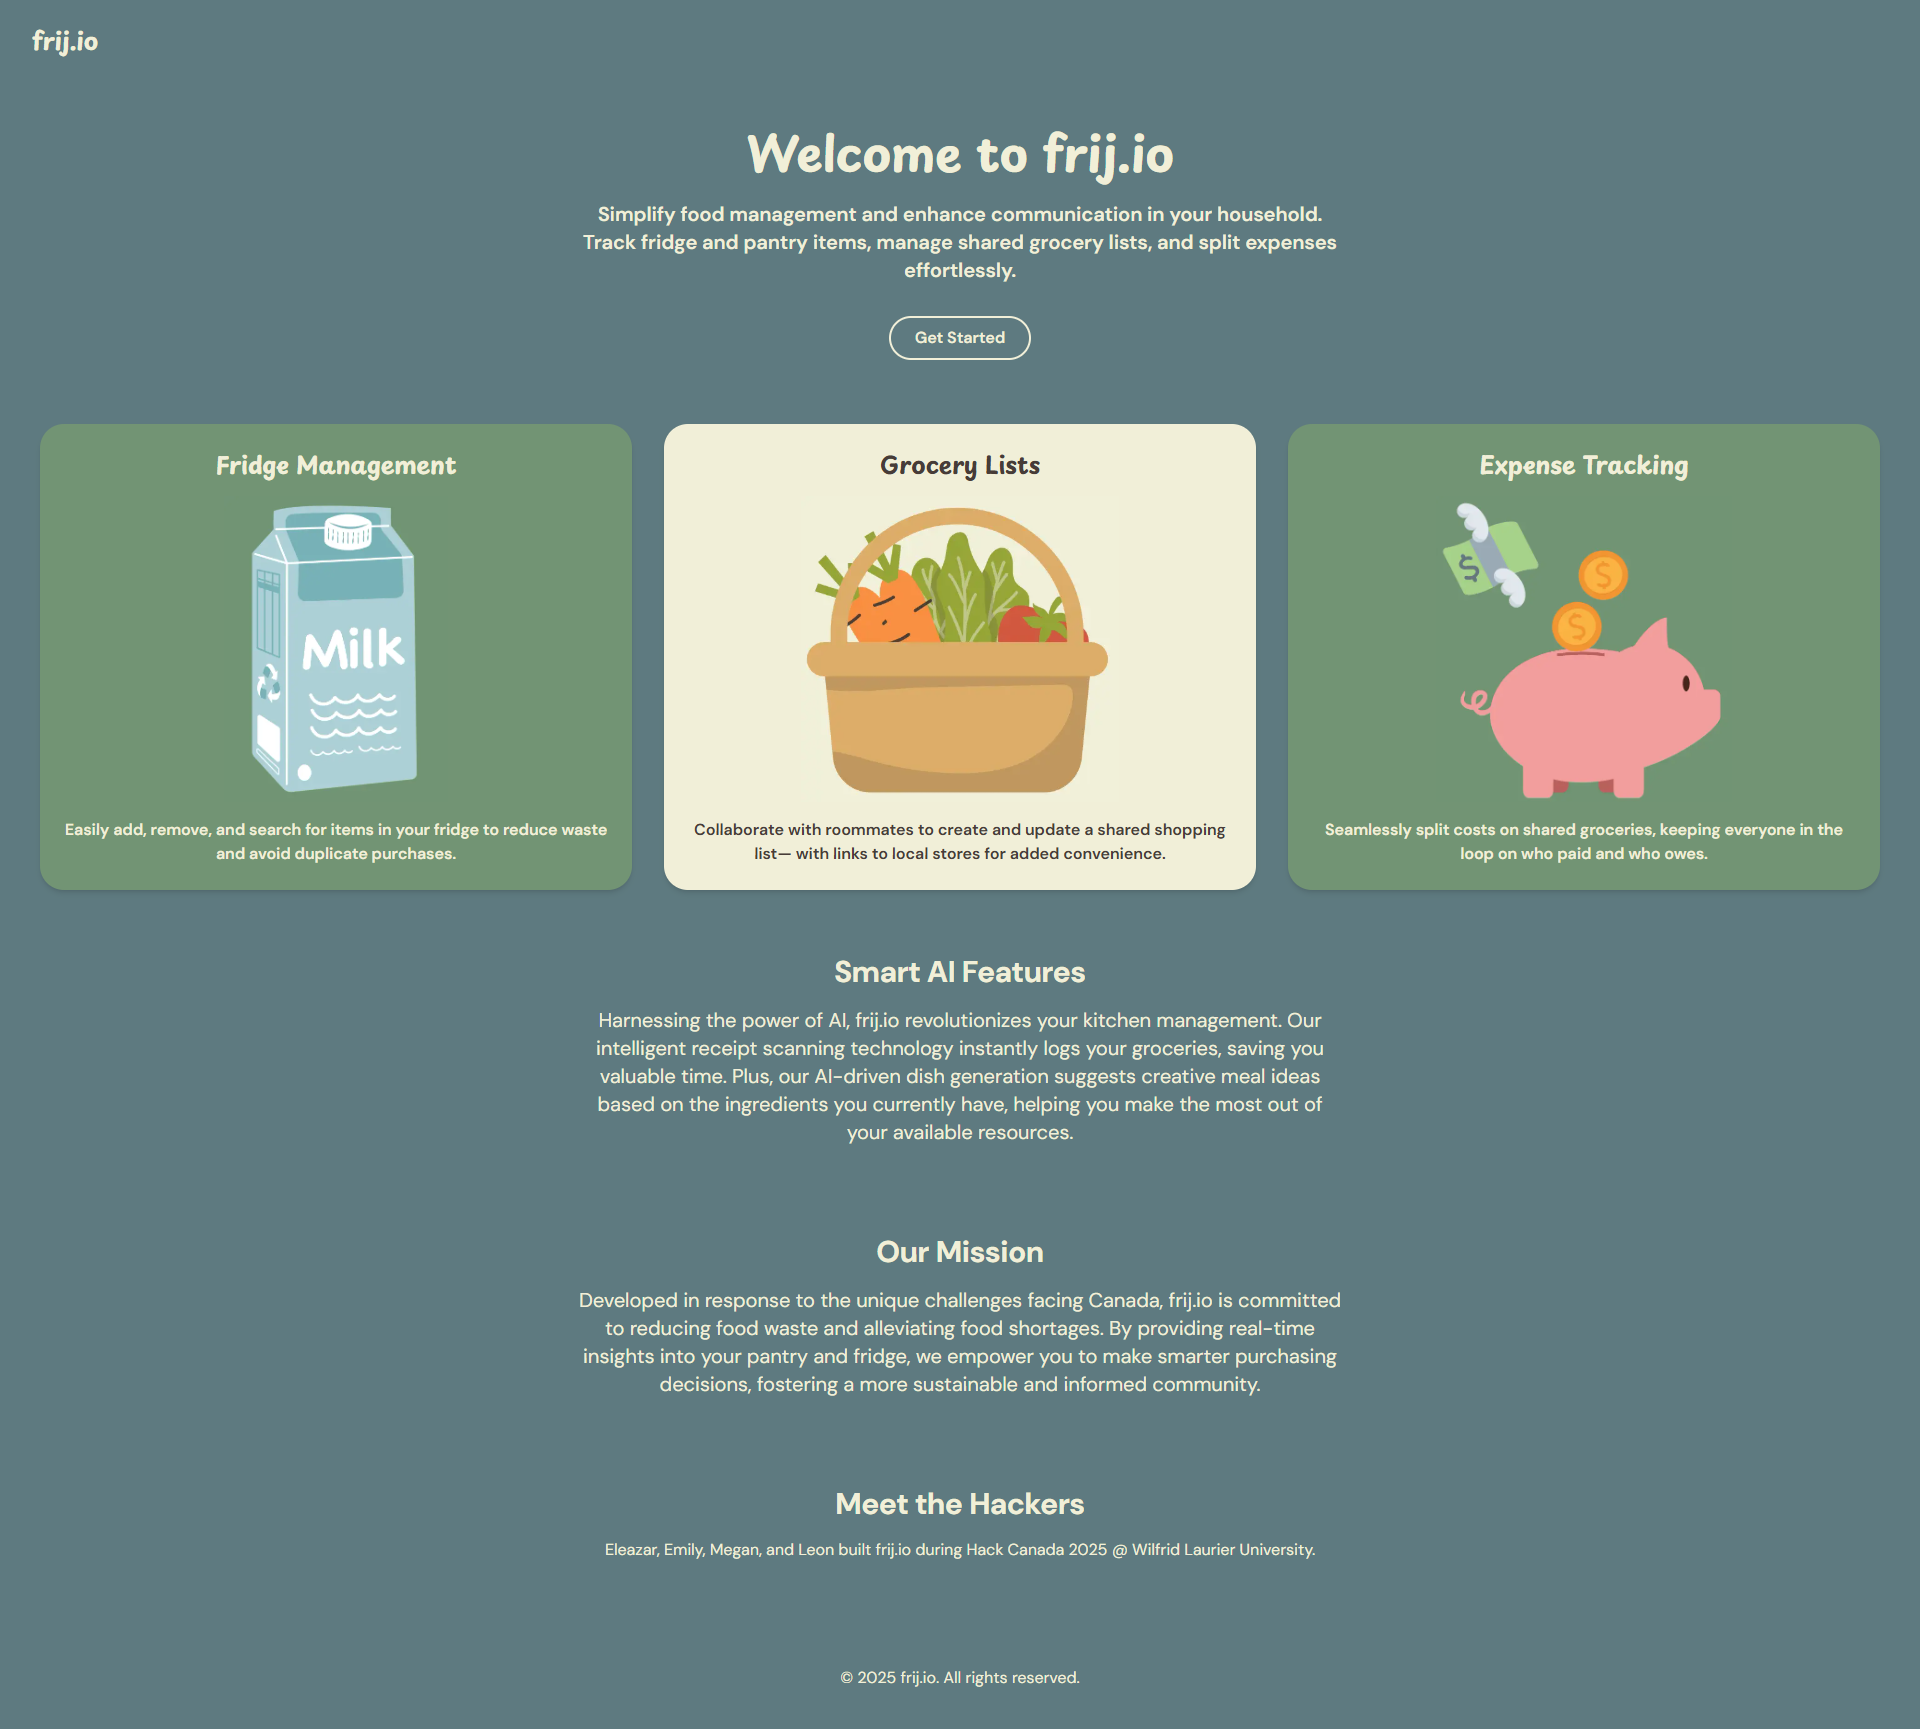 frij.io
Welcome to frij.io
Simplify food management and enhance communication in your household.
Track fridge and pantry items, manage shared grocery lists, and split expenses
effortlessly.
Get Started
Fridge Management
Milk
Easily add, remove, and search for items in your fridge to reduce waste
and avoid duplicate purchases.
Grocery Lists
Collaborate with roommates to create and update a shared shopping
list— with links to local stores for added convenience.
Expense Tracking
$
$
$
Seamlessly split costs on shared groceries, keeping everyone in the
loop on who paid and who owes.
Smart AI Features
Harnessing the power of AI, frij.io revolutionizes your kitchen management. Our
intelligent receipt scanning technology instantly logs your groceries, saving you
valuable time. Plus, our AI-driven dish generation suggests creative meal ideas
based on the ingredients you currently have, helping you make the most out of
your available resources.
Our Mission
Developed in response to the unique challenges facing Canada, frij.io is committed
to reducing food waste and alleviating food shortages. By providing real-time
insights into your pantry and fridge, we empower you to make smarter purchasing
decisions, fostering a more sustainable and informed community.
Meet the Hackers
Eleazar, Emily, Megan, and Leon built frij.io during Hack Canada 2025 @ Wilfrid Laurier University.
© 2025 frij.io. All rights reserved.